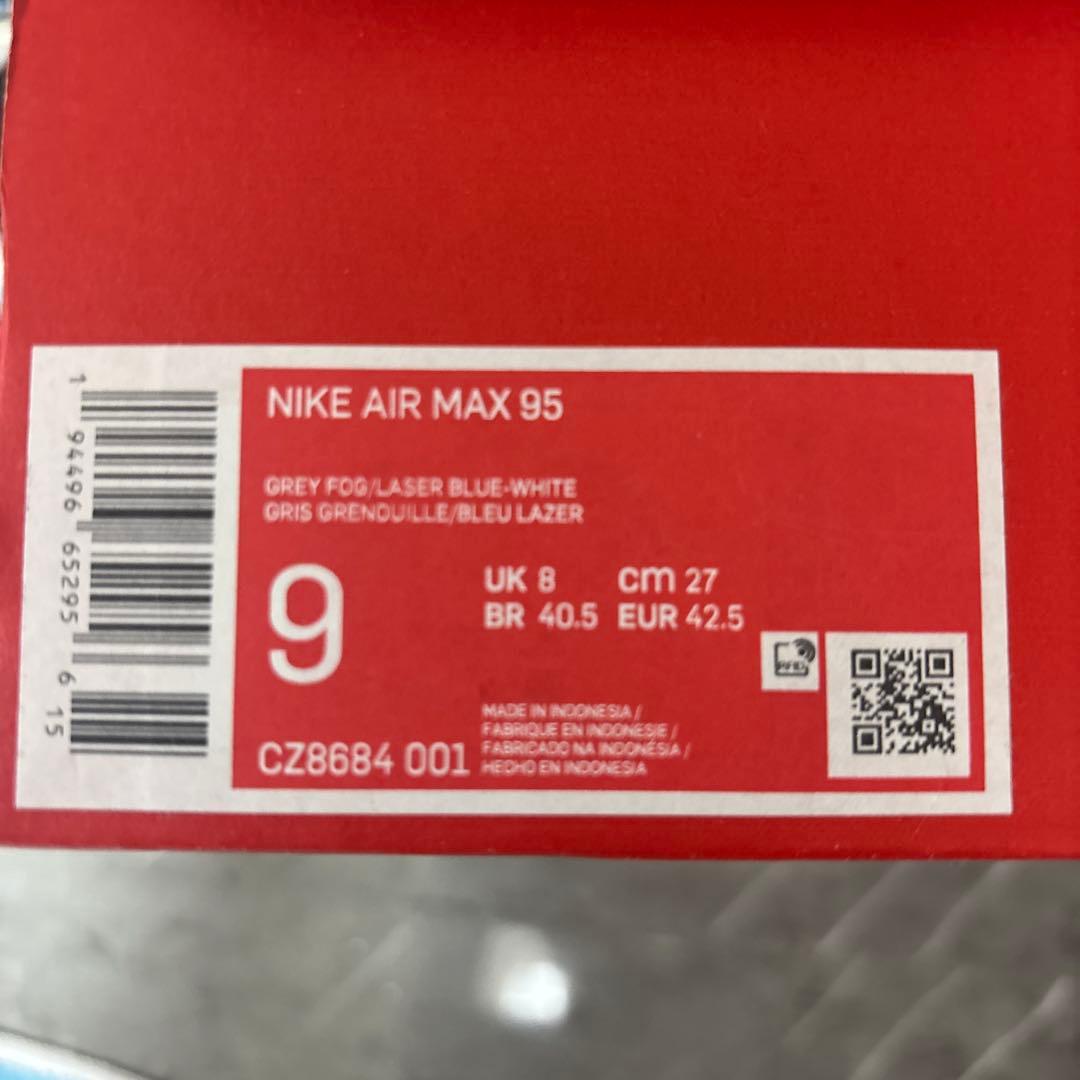 NIKE AIR MAX 95
GREY FOG/LASER BLUE-WHITE
GRIS GRENOUILLE/BLEU LAZER
9
UK 8 cm 27
BR 40.5 EUR 42.5
RFID
MADE IN INDONESIA /
FABRIQUE EN INDONESIE /
FABRICADO NA INDONÉSIA /
HECHO EN INDONESIA
CZ8684 001
1 94496 65295 6 15